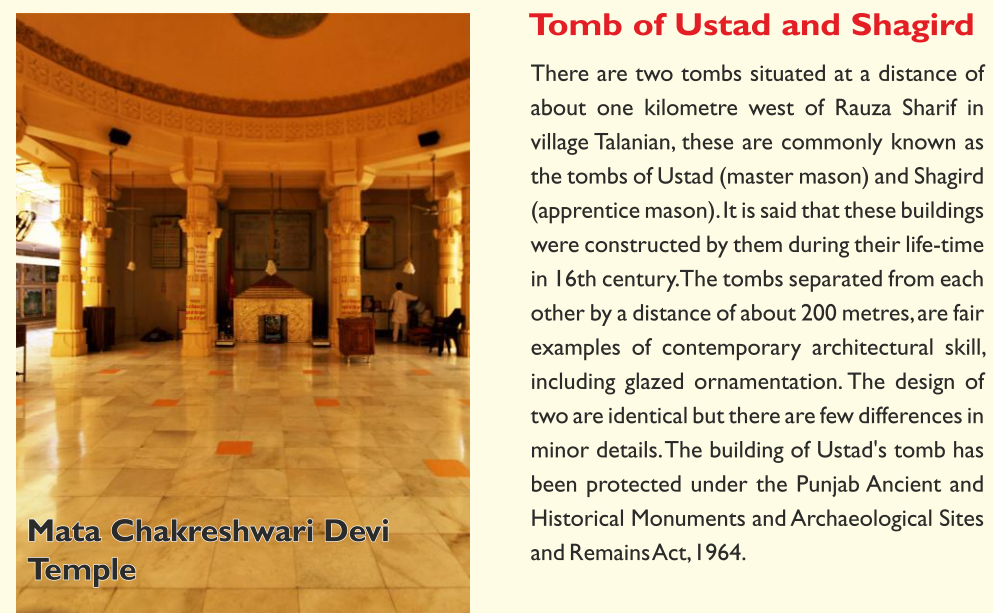 Mata Chakreshwari Devi
Temple
Tomb of Ustad and Shagird
There are two tombs situated at a distance of
about one kilometre west of Rauza Sharif in
village Talanian, these are commonly known as
the tombs of Ustad (master mason) and Shagird
(apprentice mason). It is said that these buildings
were constructed by them during their life-time
in 16th century. The tombs separated from each
other by a distance of about 200 metres, are fair
examples of contemporary architectural skill,
including glazed ornamentation. The design of
two are identical but there are few differences in
minor details. The building of Ustad's tomb has
been protected under the Punjab Ancient and
Historical Monuments and Archaeological Sites
and Remains Act, 1964.